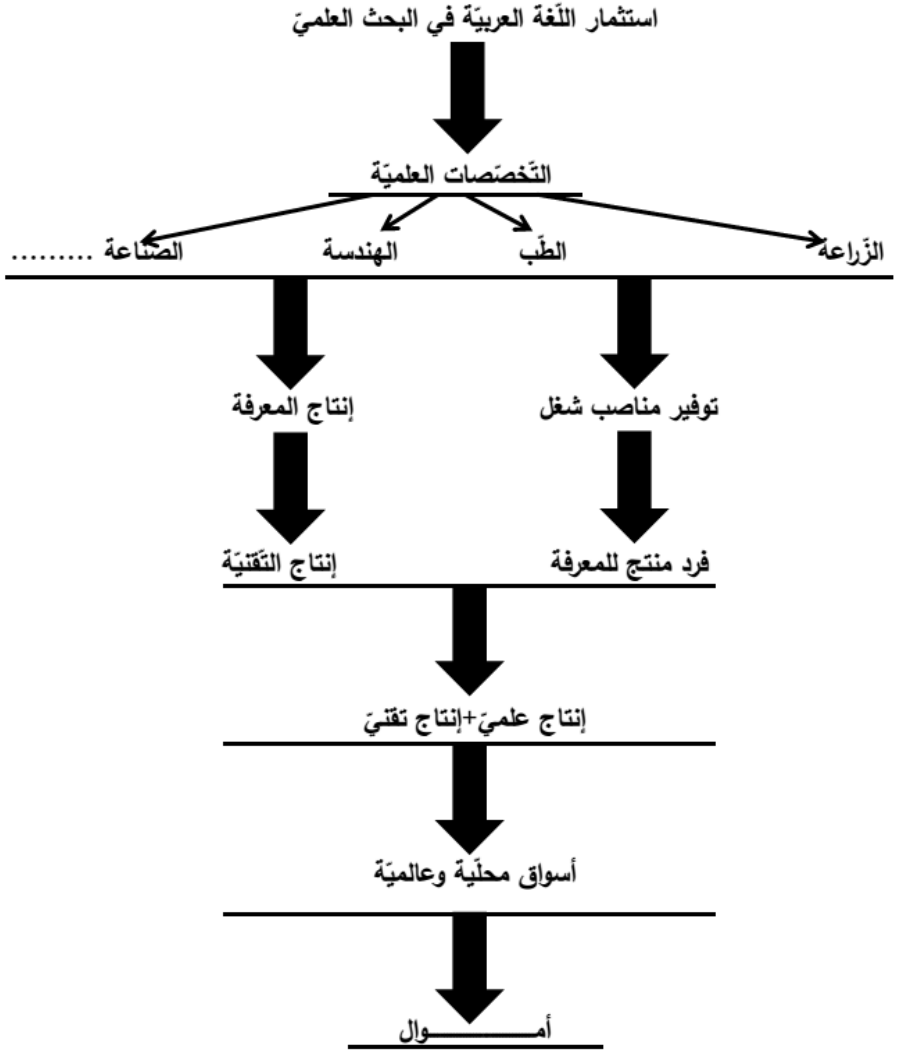 استثمار اللّغة العربيّة في البحث العلميّ
التّخصّصات العلميّة
الزّراعة الطّب الهندسة الصّناعة .........
توفير مناصب شغل إنتاج المعرفة
فرد منتج للمعرفة إنتاج التّقنيّة
إنتاج علميّ+إنتاج تقنيّ
أسواق محلّية وعالميّة
أمـــــــــــــوال